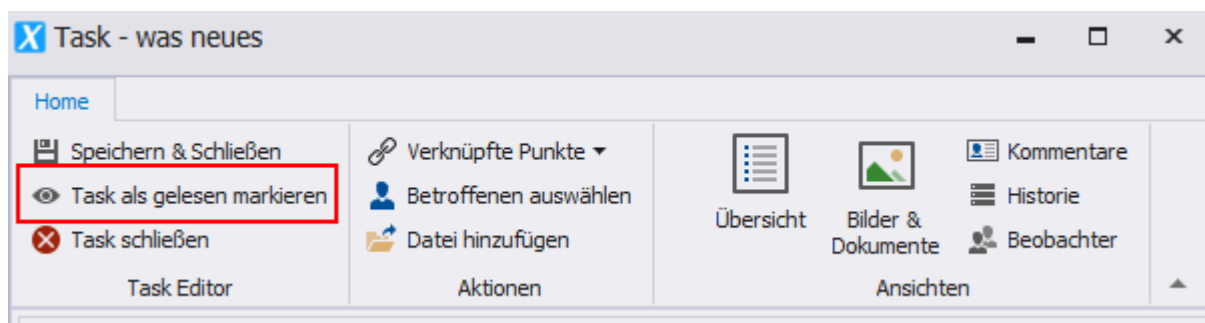 X Task - was neues
Home
Speichern & Schließen
Task als gelesen markieren
Task schließen
Task Editor
Verknüpfte Punkte
Betroffenen auswählen
Datei hinzufügen
Aktionen
Übersicht
Bilder &
Dokumente
Kommentare
Historie
Beobachter
Ansichten